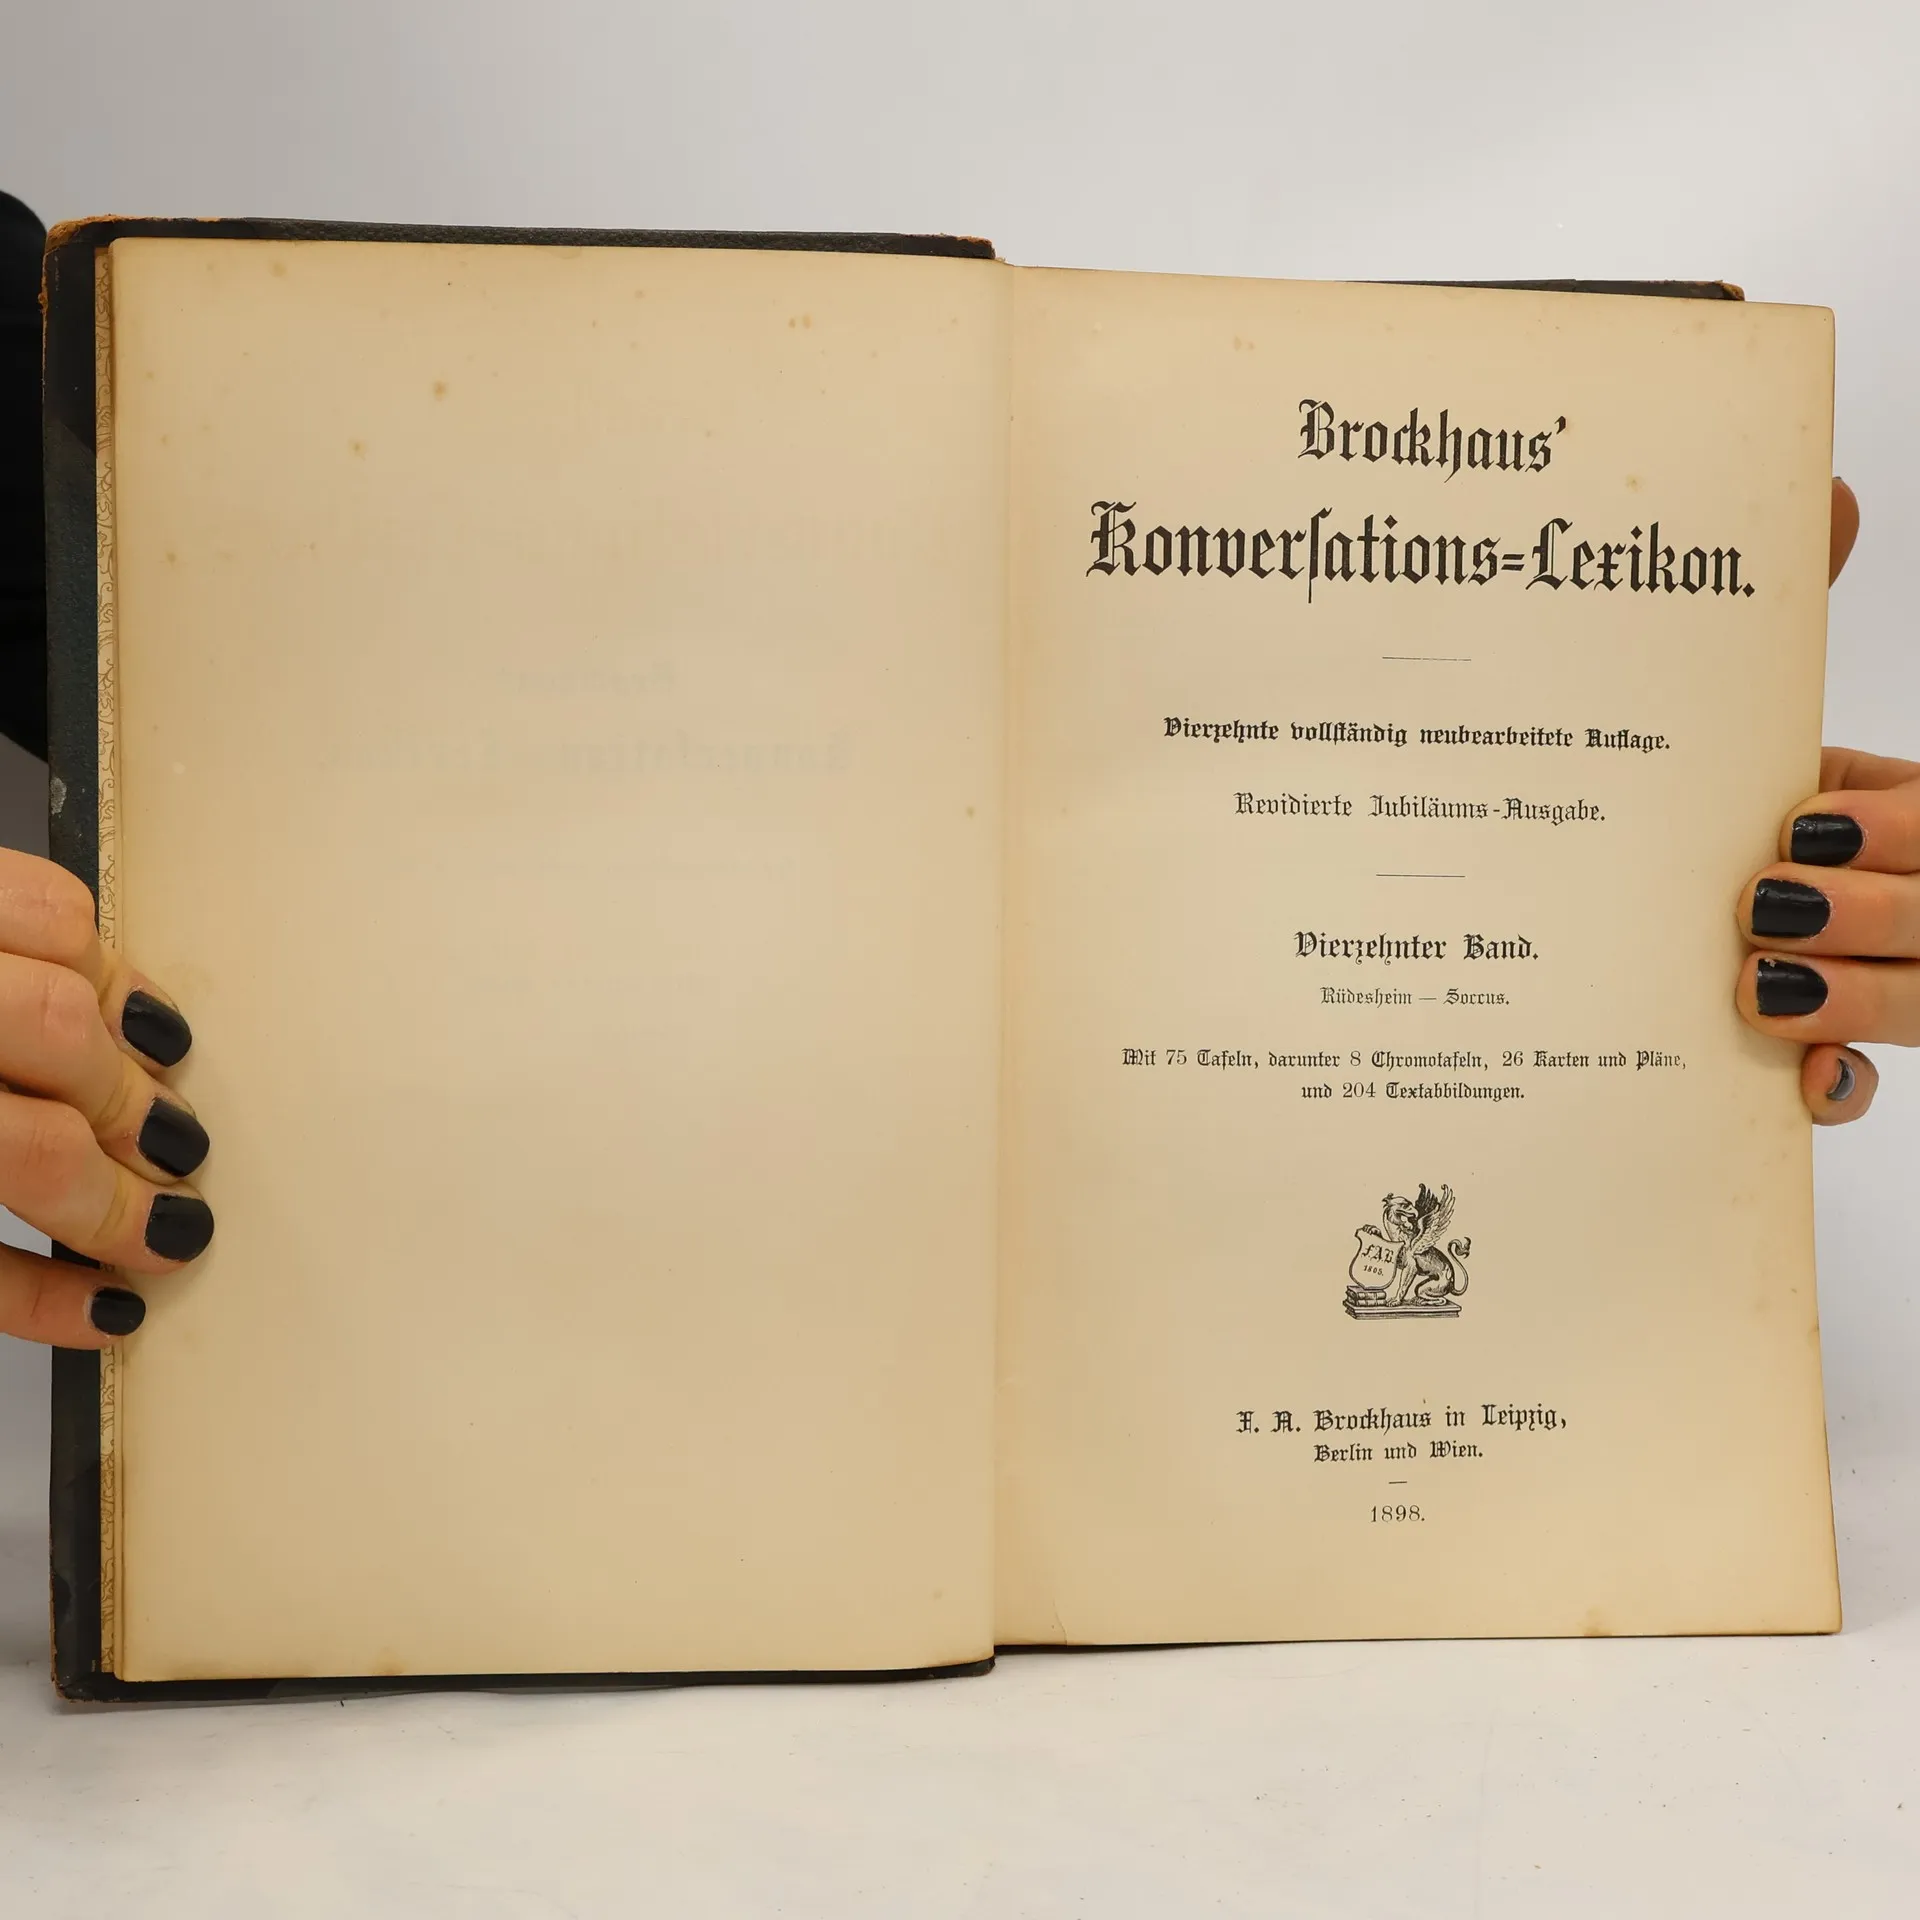 Brockhaus’
Konverſations=Lexikon.
Vierzehnte vollſtändig neubearbeitete Auflage.
Revidierte Jubiläums-Ausgabe.
Vierzehnter Band.
Rüdesheim — Soccus.
Mit 75 Tafeln, darunter 8 Chromotafeln, 26 Karten und Pläne,
und 204 Textabbildungen.
F.A.B.
1805.
F. A. Brockhaus in Leipzig,
Berlin und Wien.
1898.